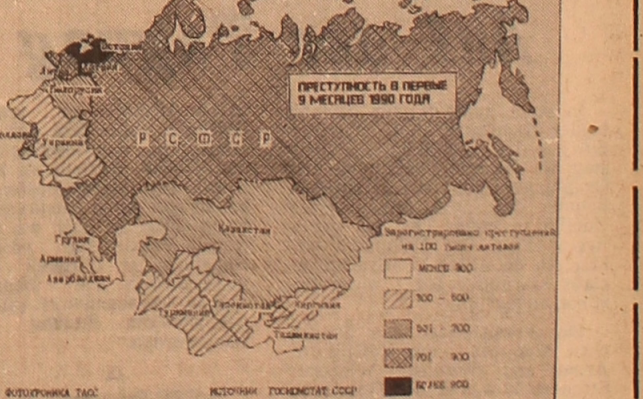 Эстония
Латвия
Белоруссия
ПРЕСТУПНОСТЬ В ПЕРВЫЕ
9 МЕСЯЦЕВ 1990 ГОДА
Украина
Р С Ф С Р
Казахстан
Грузия
Армения
Азербайджан
Зарегистрировано преступлений
на 100 тысяч жителей
МЕНЕЕ 300
300 - 500
501 - 700
701 - 900
БОЛЕЕ 900
Узбекистан
Киргизия
Туркмения
Таджикистан
ФОТОХРОНИКА ТАСС
ИСТОЧНИК ГОСКОМСТАТ СССР